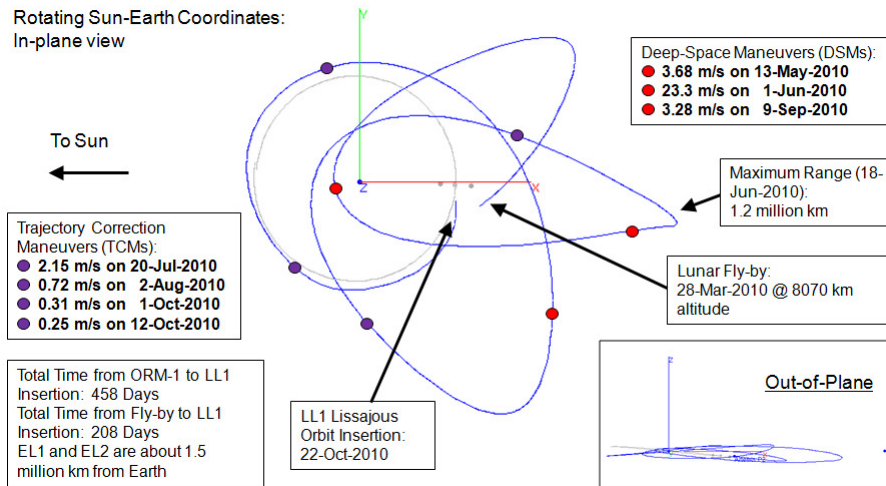 Rotating Sun-Earth Coordinates:
In-plane view
Y
Deep-Space Maneuvers (DSMs):
3.68 m/s on 13-May-2010
23.3 m/s on 1-Jun-2010
3.28 m/s on 9-Sep-2010
To Sun
Z
X
Maximum Range (18-
Jun-2010):
1.2 million km
Trajectory Correction
Maneuvers (TCMs):
2.15 m/s on 20-Jul-2010
0.72 m/s on 2-Aug-2010
0.31 m/s on 1-Oct-2010
0.25 m/s on 12-Oct-2010
Lunar Fly-by:
28-Mar-2010 @ 8070 km
altitude
Total Time from ORM-1 to LL1
Insertion: 458 Days
Total Time from Fly-by to LL1
Insertion: 208 Days
EL1 and EL2 are about 1.5
million km from Earth
LL1 Lissajous
Orbit Insertion:
22-Oct-2010
Out-of-Plane
Z